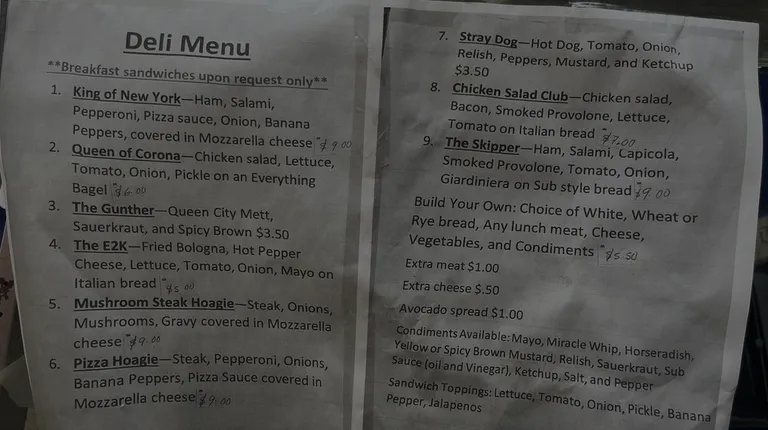 Deli Menu
**Breakfast sandwiches upon request only**
1. King of New York—Ham, Salami,
Pepperoni, Pizza sauce, Onion, Banana
Peppers, covered in Mozzarella cheese $9.00
2. Queen of Corona—Chicken salad, Lettuce,
Tomato, Onion, Pickle on an Everything
Bagel $6.00
3. The Gunther—Queen City Mett,
Sauerkraut, and Spicy Brown $3.50
4. The E2K—Fried Bologna, Hot Pepper
Cheese, Lettuce, Tomato, Onion, Mayo on
Italian bread $5.00
5. Mushroom Steak Hoagie—Steak, Onions,
Mushrooms, Gravy covered in Mozzarella
cheese $9.00
6. Pizza Hoagie—Steak, Pepperoni, Onions,
Banana Peppers, Pizza Sauce covered in
Mozzarella cheese $9.00
7. Stray Dog—Hot Dog, Tomato, Onion,
Relish, Peppers, Mustard, and Ketchup
$3.50
8. Chicken Salad Club—Chicken salad,
Bacon, Smoked Provolone, Lettuce,
Tomato on Italian bread $7.00
9. The Skipper—Ham, Salami, Capicola,
Smoked Provolone, Tomato, Onion,
Giardiniera on Sub style bread $9.00
Build Your Own: Choice of White, Wheat or
Rye bread, Any lunch meat, Cheese,
Vegetables, and Condiments $5.50
Extra meat $1.00
Extra cheese $.50
Avocado spread $1.00
Condiments Available: Mayo, Miracle Whip, Horseradish,
Yellow or Spicy Brown Mustard, Relish, Sauerkraut, Sub
Sauce (oil and Vinegar), Ketchup, Salt, and Pepper
Sandwich Toppings: Lettuce, Tomato, Onion, Pickle, Banana
Pepper, Jalapenos